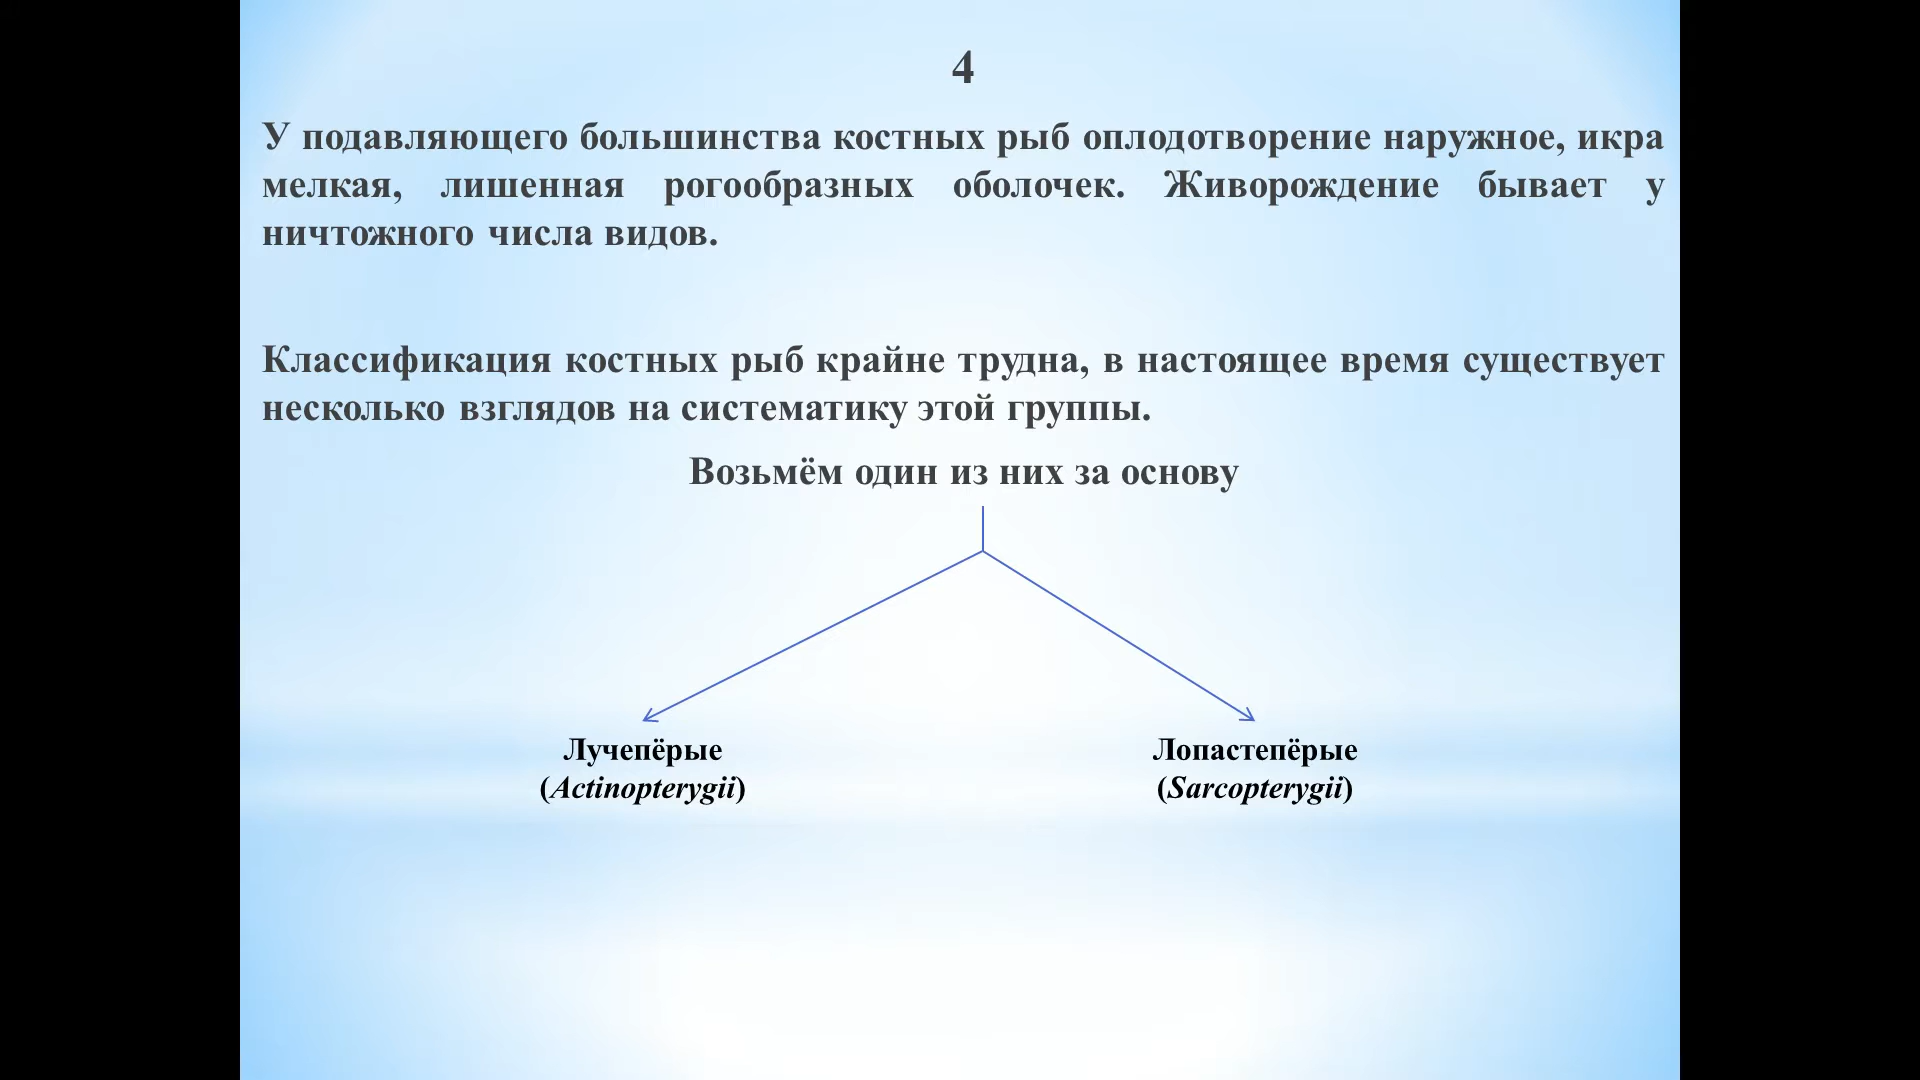 4
У подавляющего большинства костных рыб оплодотворение наружное, икра
мелкая, лишенная рогообразных оболочек. Живорождение бывает у
ничтожного числа видов.
Классификация костных рыб крайне трудна, в настоящее время существует
несколько взглядов на систематику этой группы.
Возьмём один из них за основу
Лучепёрые
(Actinopterygii)
Лопастепёрые
(Sarcopterygii)